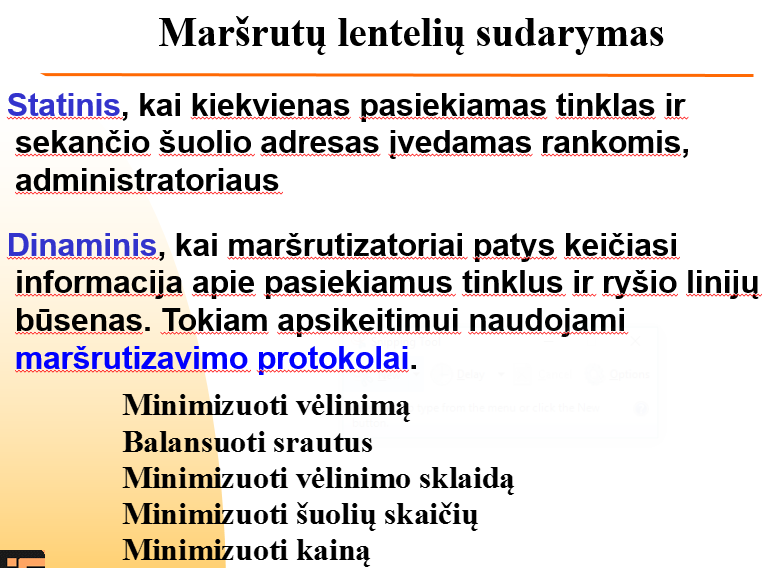 Maršrutų lentelių sudarymas
Statinis, kai kiekvienas pasiekiamas tinklas ir
sekančio šuolio adresas įvedamas rankomis,
administratoriaus
Dinaminis, kai maršrutizatoriai patys keičiasi
informacija apie pasiekiamus tinklus ir ryšio linijų
būsenas. Tokiam apsikeitimui naudojami
maršrutizavimo protokolai.
Minimizuoti vėlinimą
Balansuoti srautus
Minimizuoti vėlinimo sklaidą
Minimizuoti šuolių skaičių
Minimizuoti kainą